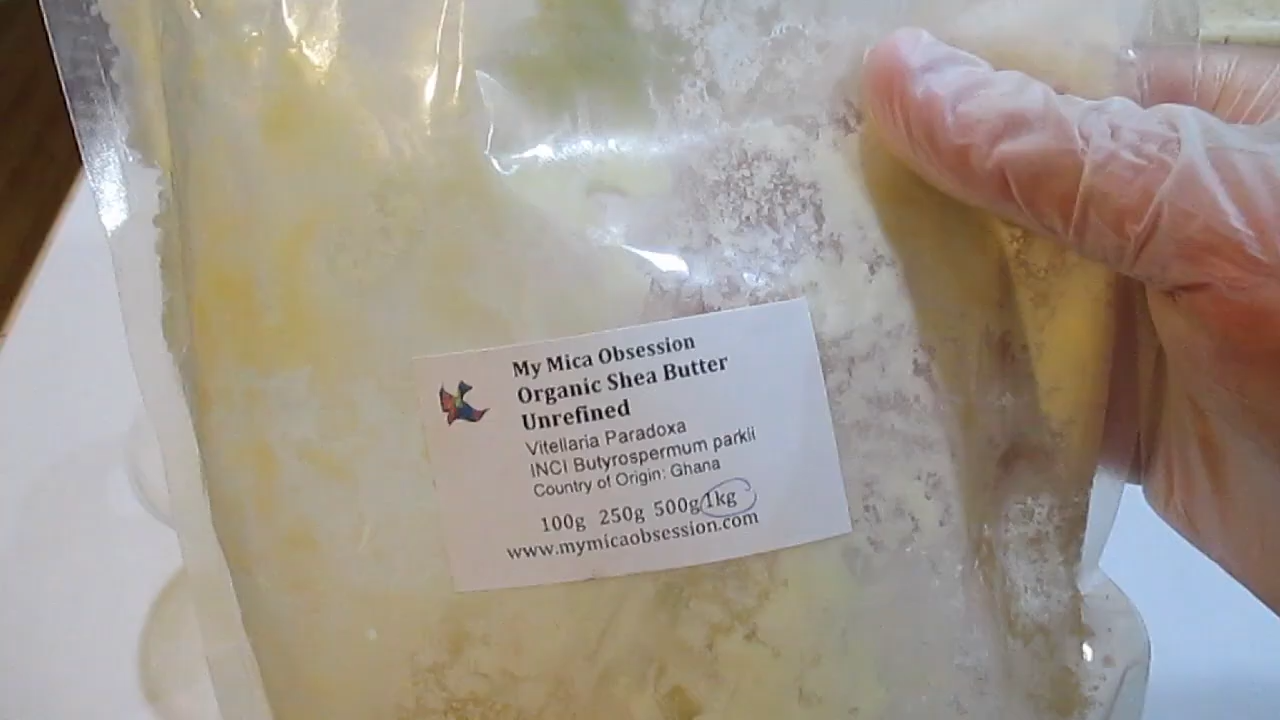 My Mica Obsession
Organic Shea Butter
Unrefined
Vitellaria Paradoxa
INCI Butyrospermum parkii
Country of Origin: Ghana
100g 250g 500g 1kg
www.mymicaobsession.com